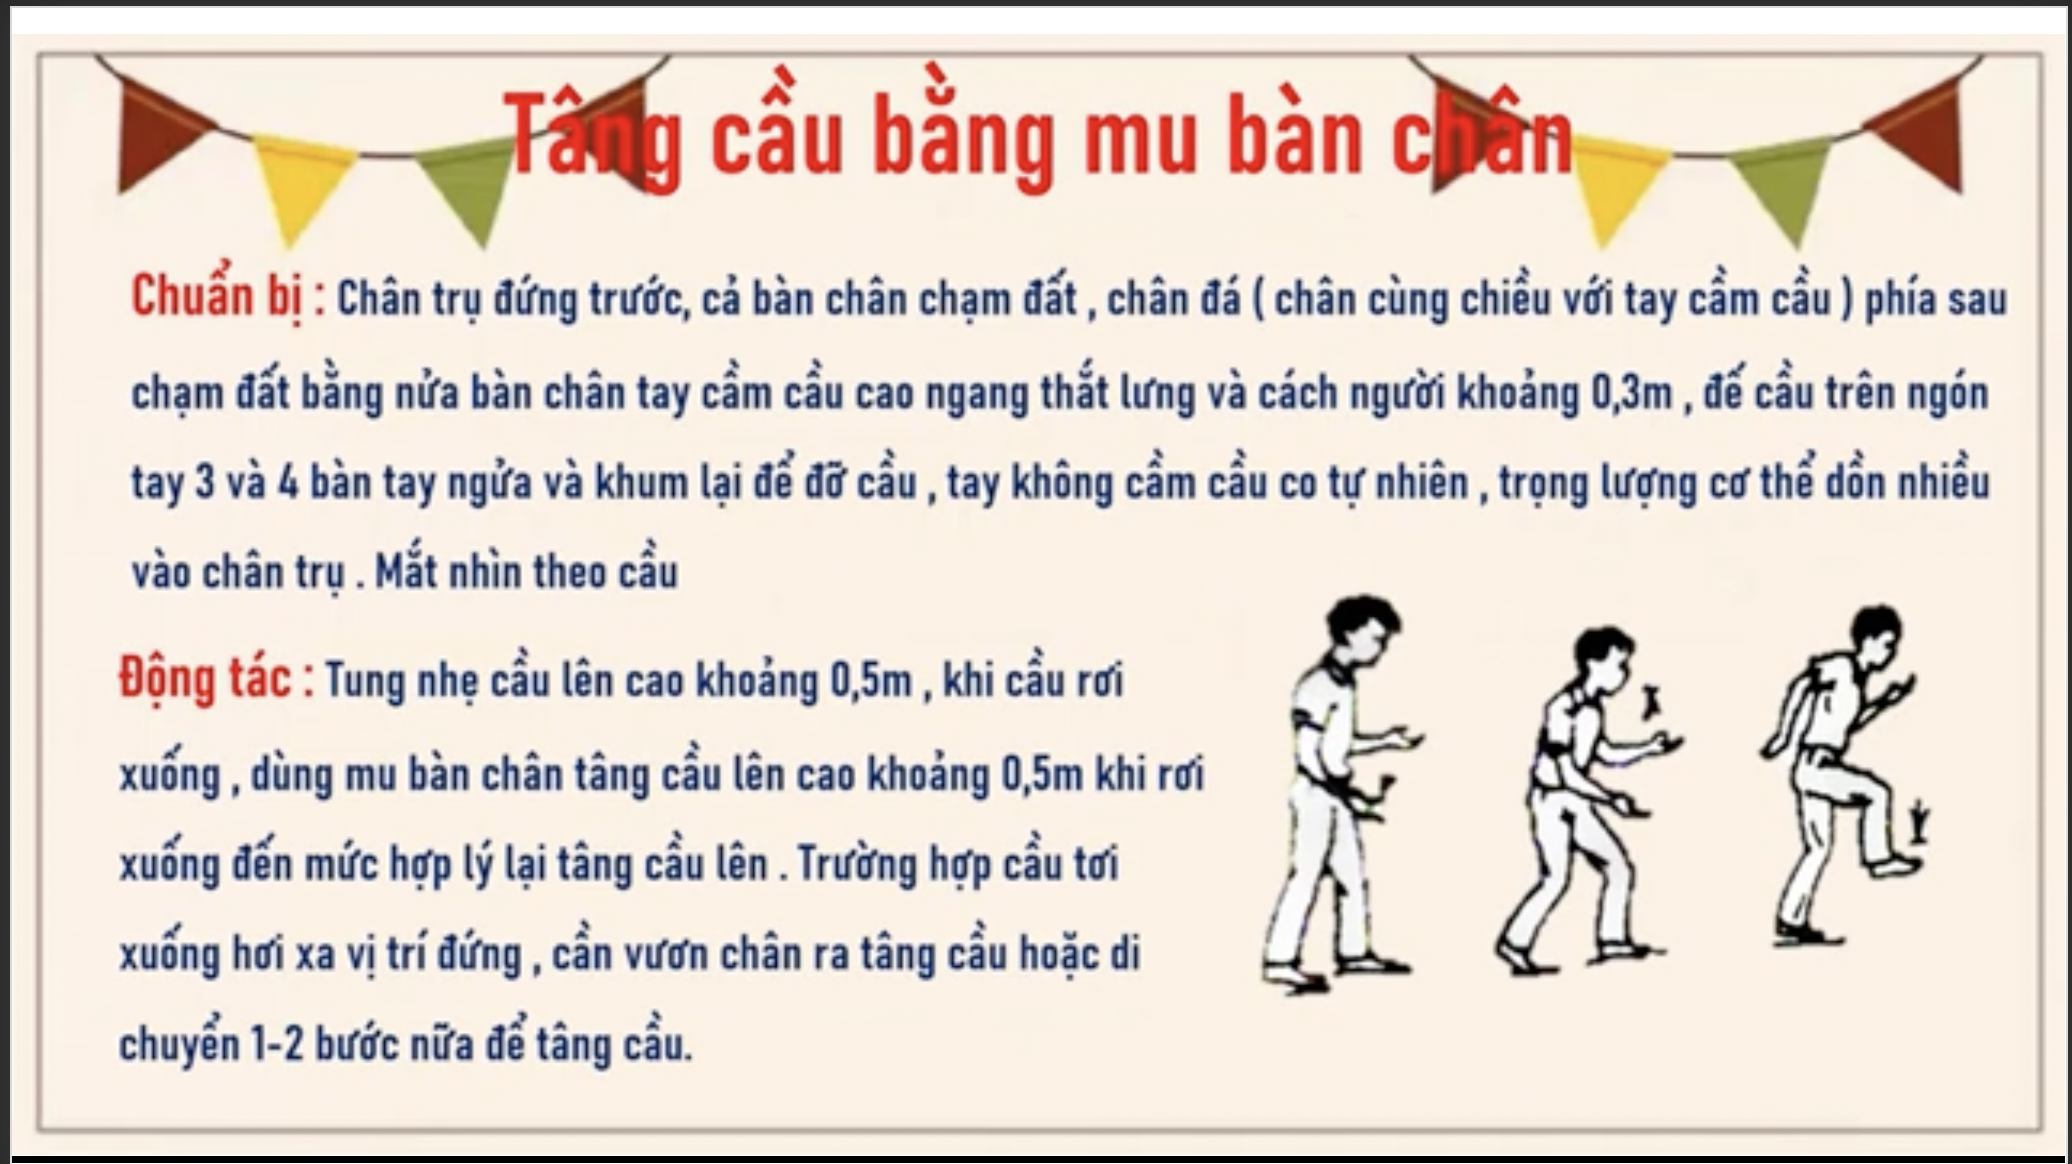 Tâng cầu bằng mu bàn chân
Chuẩn bị : Chân trụ đứng trước, cả bàn chân chạm đất , chân đá ( chân cùng chiều với tay cầm cầu ) phía sau
chạm đất bằng nửa bàn chân tay cầm cầu cao ngang thắt lưng và cách người khoảng 0,3m , đế cầu trên ngón
tay 3 và 4 bàn tay ngửa và khum lại để đỡ cầu , tay không cầm cầu co tự nhiên , trọng lượng cơ thể dồn nhiều
vào chân trụ . Mắt nhìn theo cầu
Động tác : Tung nhẹ cầu lên cao khoảng 0,5m , khi cầu rơi
xuống , dùng mu bàn chân tâng cầu lên cao khoảng 0,5m khi rơi
xuống đến mức hợp lý lại tâng cầu lên . Trường hợp cầu tơi
xuống hơi xa vị trí đứng , cần vươn chân ra tâng cầu hoặc di
chuyển 1-2 bước nữa để tâng cầu.